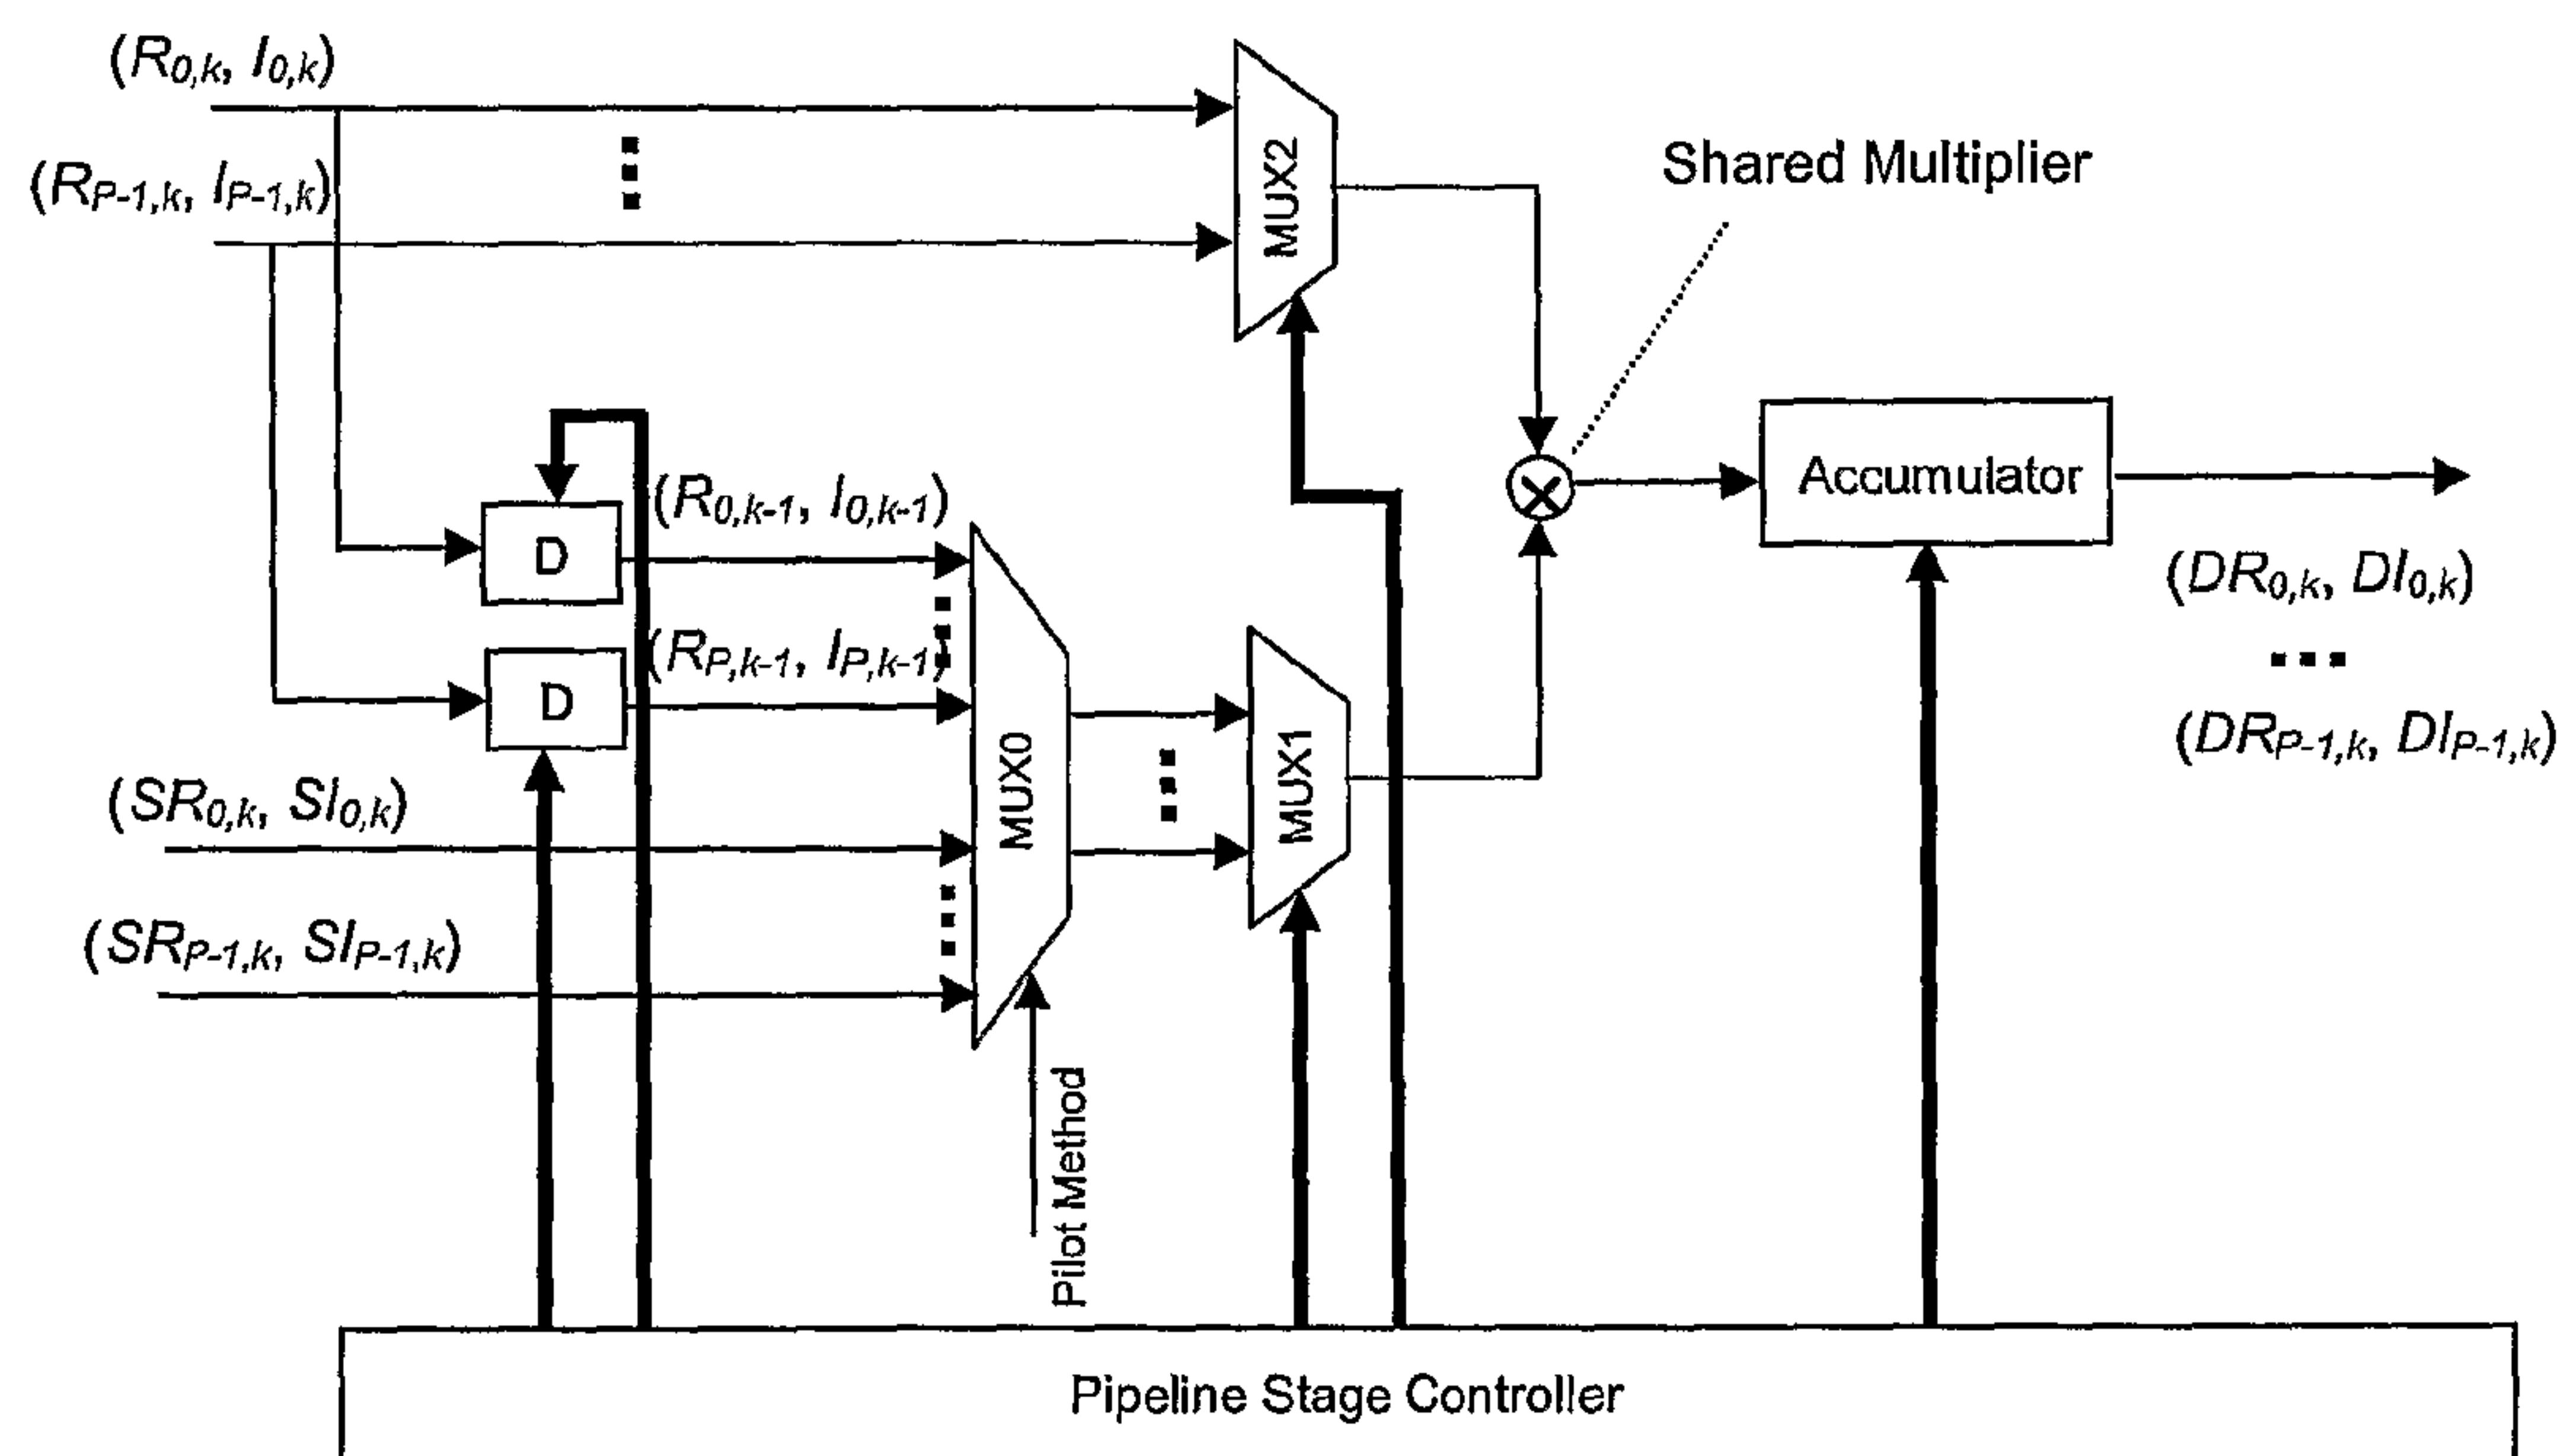 (R0,k, I0,k)
(RP-1,k, IP-1,k)
MUX2
Shared Multiplier
Accumulator
D
(R0,k-1, I0,k-1)
D
(RP,k-1, IP,k-1)
MUX0
MUX1
(DR0,k, DI0,k)
(DRP-1,k, DIP-1,k)
(SR0,k, SI0,k)
(SRP-1,k, SIP-1,k)
Pilot Method
Pipeline Stage Controller